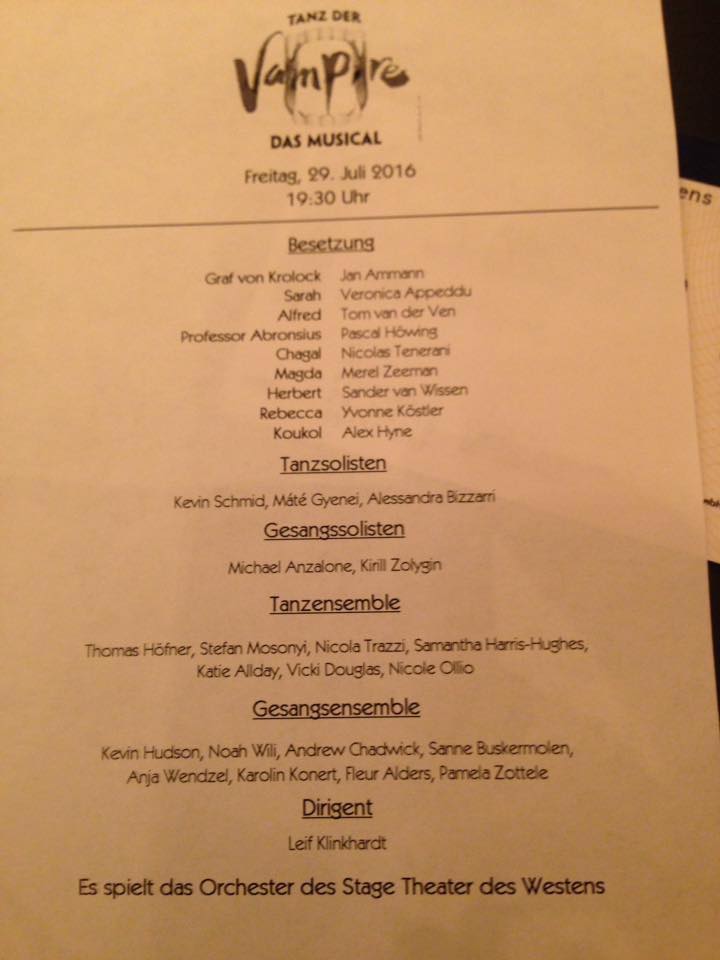 TANZ DER
Vampire
DAS MUSICAL
Freitag, 29. Juli 2016
19:30 Uhr
Besetzung
Graf von Krolock Jan Ammann
Sarah Veronica Appeddu
Alfred Tom van der Ven
Professor Abronsius Pascal Höwing
Chagal Nicolas Tenerani
Magda Merel Zeeman
Herbert Sander van Wissen
Rebecca Yvonne Köstler
Koukol Alex Hyne
Tanzsolisten
Kevin Schmid, Máté Gyenei, Alessandra Bizzarri
Gesangssolisten
Michael Anzalone, Kirill Zolygin
Tanzensemble
Thomas Höfner, Stefan Mosonyi, Nicola Trazzi, Samantha Harris-Hughes,
Katie Allday, Vicki Douglas, Nicole Ollio
Gesangsensemble
Kevin Hudson, Noah Wili, Andrew Chadwick, Sanne Buskermolen,
Anja Wendzel, Karolin Konert, Fleur Alders, Pamela Zottele
Dirigent
Leif Klinkhardt
Es spielt das Orchester des Stage Theater des Westens
ens